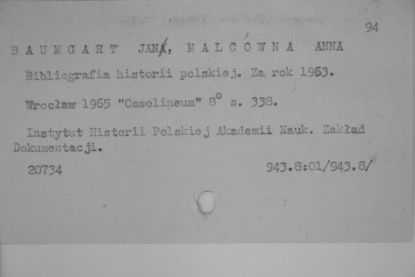 94
BAUMGART JANA, MALCÓWNA ANNA
Bibliografia historii polskiej. Za rok 1953.
Wrocław 1965 "Ossolineum" 8° s. 338.
Instytut Historii Polskiej Akademii Nauk. Zakład
Dokumentacji.
20734 943.8:01/943.8/